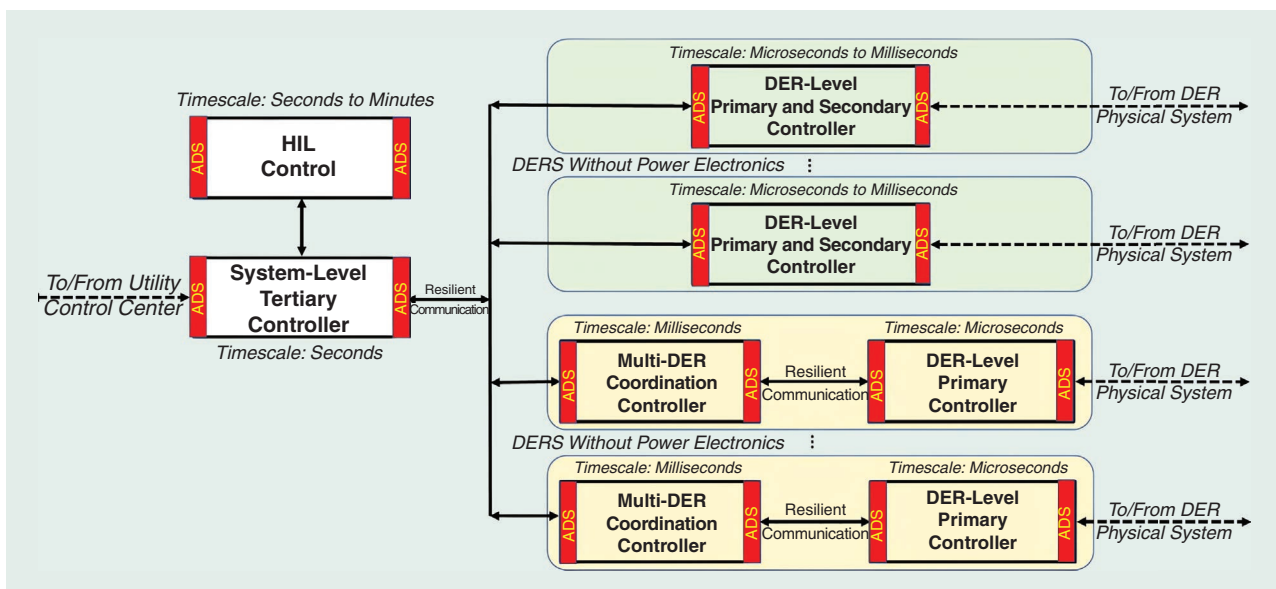 Timescale: Seconds to Minutes
ADS
HIL
Control
ADS
To/From Utility
Control Center
ADS
System-Level
Tertiary
Controller
ADS
Timescale: Seconds
Resilient
Communication
Timescale: Microseconds to Milliseconds
ADS
DER-Level
Primary and Secondary
Controller
ADS
To/From DER
Physical System
DERS Without Power Electronics
Timescale: Microseconds to Milliseconds
ADS
DER-Level
Primary and Secondary
Controller
ADS
To/From DER
Physical System
Timescale: Milliseconds
ADS
Multi-DER
Coordination
Controller
ADS
Resilient
Communication
Timescale: Microseconds
ADS
DER-Level
Primary
Controller
ADS
To/From DER
Physical System
DERS Without Power Electronics
Timescale: Milliseconds
ADS
Multi-DER
Coordination
Controller
ADS
Resilient
Communication
Timescale: Microseconds
ADS
DER-Level
Primary
Controller
ADS
To/From DER
Physical System